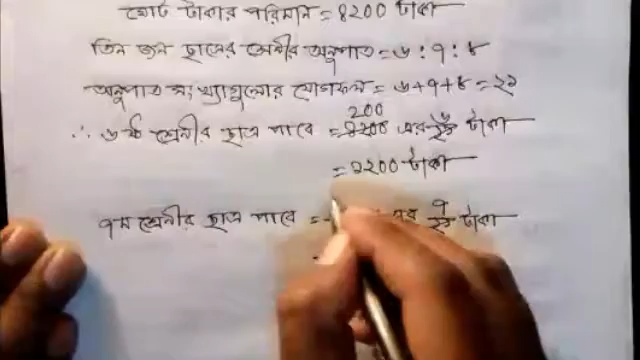 মোট টাকার পরিমান = ৪২০০ টাকা
তিন জন ছাত্রের শ্রেণীর অনুপাত = ৬ : ৭ : ৮
অনুপাত সংখ্যাগুলোর যোগফল = ৬+৭+৮ = ২১
২০০
∴ ৬ষ্ঠ শ্রেণীর ছাত্র পাবে = ৪২০০ এর ৬/২১ টাকা
= ১২০০ টাকা
৭ম শ্রেণীর ছাত্র পাবে = এর ৭/২১ টাকা